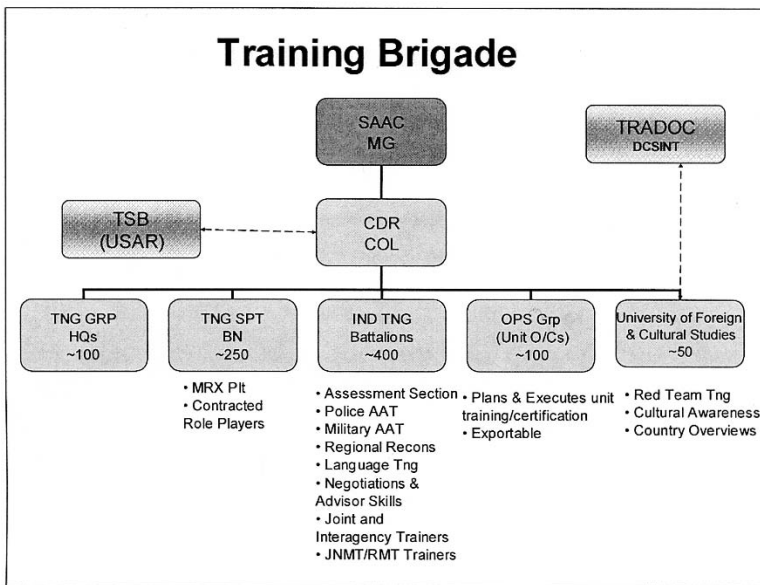 Training Brigade
SAAC
MG
TRADOC
DCSINT
TSB
(USAR)
CDR
COL
TNG GRP
HQs
~100
TNG SPT
BN
~250
• MRX Plt
• Contracted
Role Players
IND TNG
Battalions
~400
• Assessment Section
• Police AAT
• Military AAT
• Regional Recons
• Language Tng
• Negotiations &
Advisor Skills
• Joint and
Interagency Trainers
• JNMT/RMT Trainers
OPS Grp
(Unit O/Cs)
~100
• Plans & Executes unit
training/certification
• Exportable
University of Foreign
& Cultural Studies
~50
• Red Team Tng
• Cultural Awareness
• Country Overviews